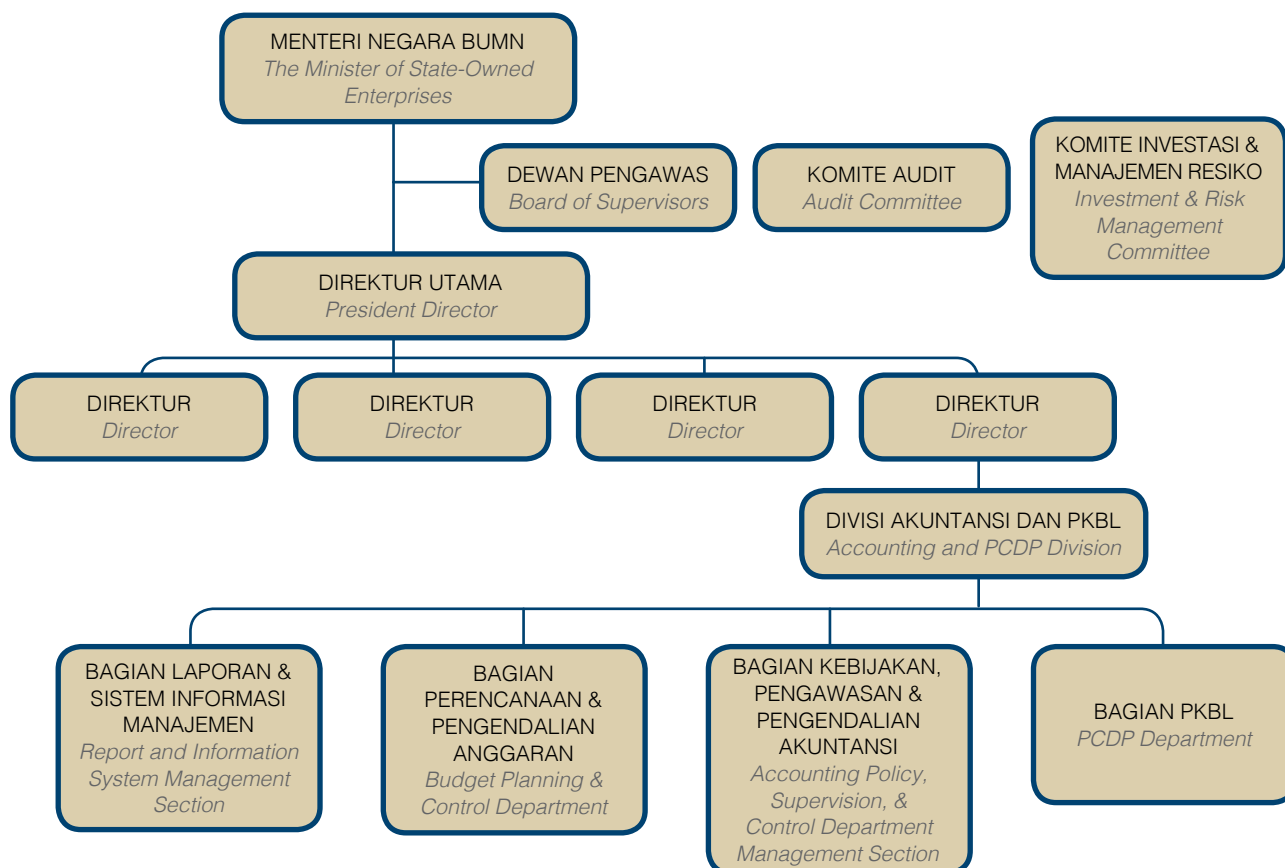 MENTERI NEGARA BUMN
The Minister of State-Owned
Enterprises
DEWAN PENGAWAS
Board of Supervisors
KOMITE AUDIT
Audit Committee
KOMITE INVESTASI &
MANAJEMEN RESIKO
Investment & Risk
Management
Committee
DIREKTUR UTAMA
President Director
DIREKTUR
Director
DIREKTUR
Director
DIREKTUR
Director
DIREKTUR
Director
DIVISI AKUNTANSI DAN PKBL
Accounting and PCDP Division
BAGIAN LAPORAN &
SISTEM INFORMASI
MANAJEMEN
Report and Information
System Management
Section
BAGIAN
PERENCANAAN &
PENGENDALIAN
ANGGARAN
Budget Planning &
Control Department
BAGIAN KEBIJAKAN,
PENGAWASAN &
PENGENDALIAN
AKUNTANSI
Accounting Policy,
Supervision, &
Control Department
Management Section
BAGIAN PKBL
PCDP Department